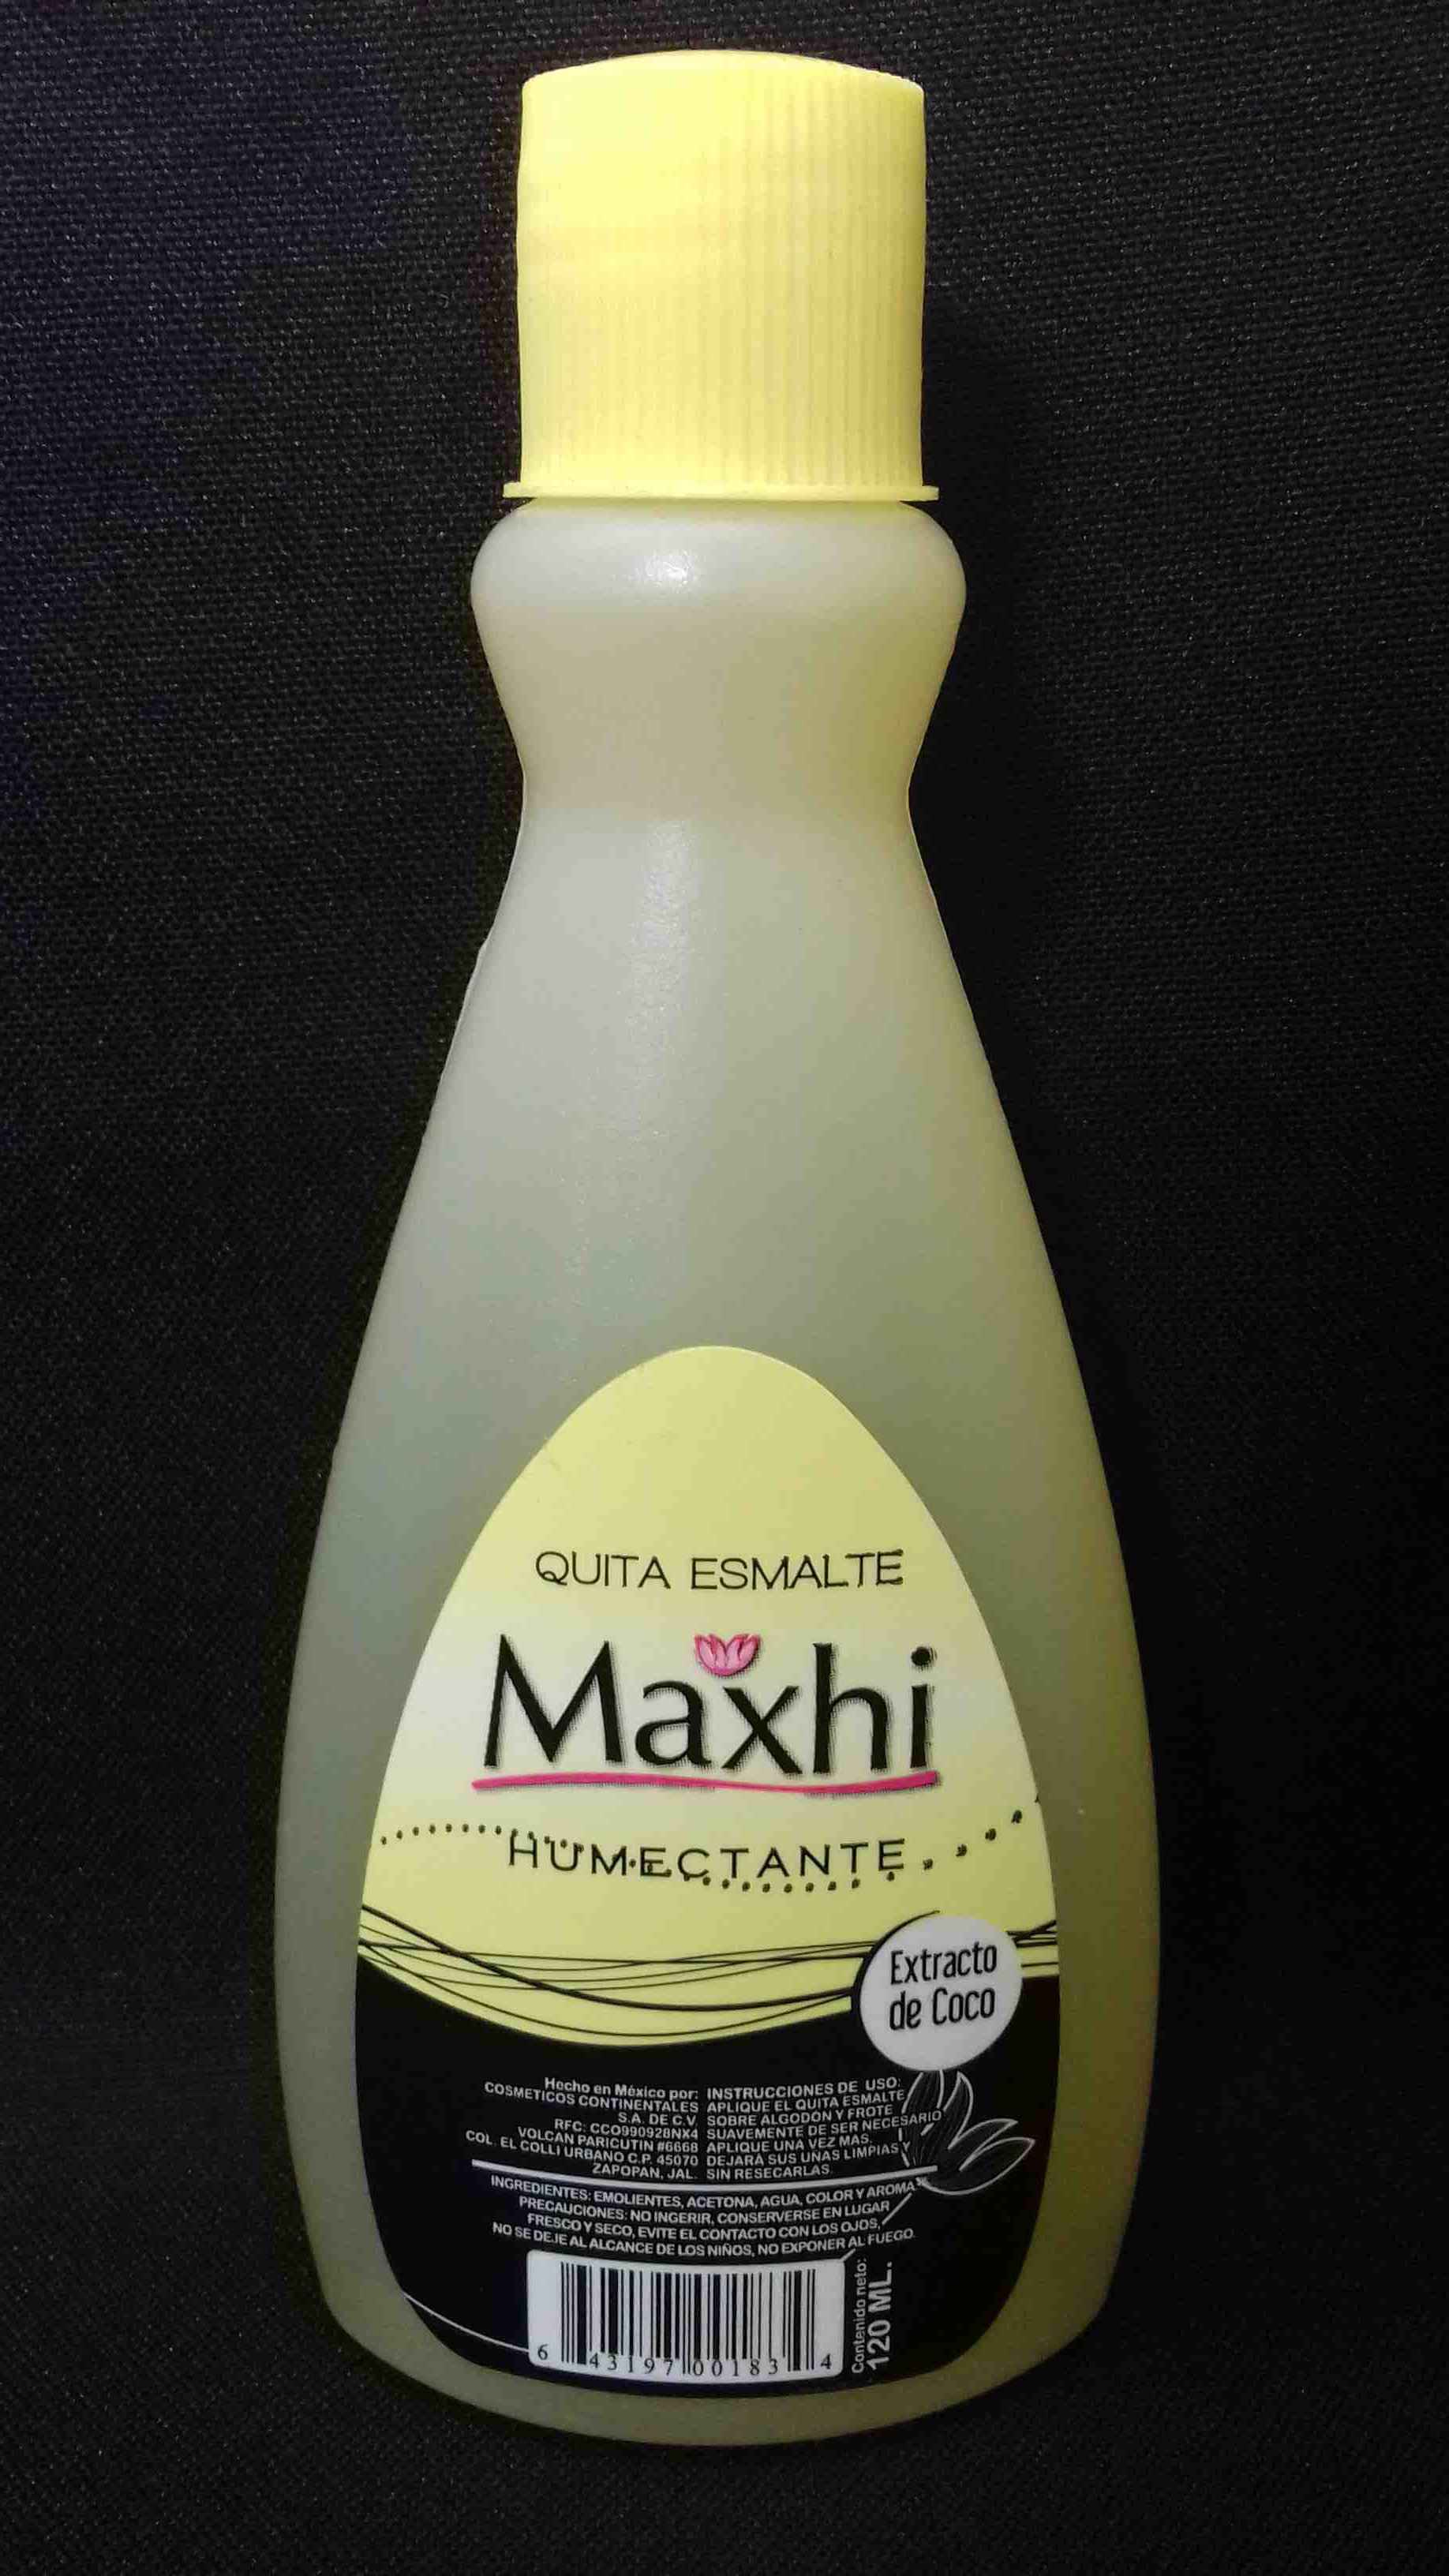 QUITA ESMALTE
Maxhi
HUMECTANTE
Extracto
de Coco
Hecho en México por:
COSMETICOS CONTINENTALES
S.A. DE C.V.
RFC: CCO990928NX4
VOLCAN PARICUTIN #6668
COL. EL COLLI URBANO C.P. 45070
ZAPOPAN, JAL.
INSTRUCCIONES DE USO:
APLIQUE EL QUITA ESMALTE
SOBRE ALGODON Y FROTE
SUAVEMENTE DE SER NECESARIO
APLIQUE UNA VEZ MAS.
DEJARÁ SUS UÑAS LIMPIAS Y
SIN RESECARLAS.
INGREDIENTES: EMOLIENTES, ACETONA, AGUA, COLOR Y AROMA
PRECAUCIONES: NO INGERIR, CONSERVERSE EN LUGAR
FRESCO Y SECO, EVITE EL CONTACTO CON LOS OJOS,
NO SE DEJE AL ALCANCE DE LOS NIÑOS, NO EXPONER AL FUEGO.
6 43197 00183 4
Contenido neto:
120 ML.